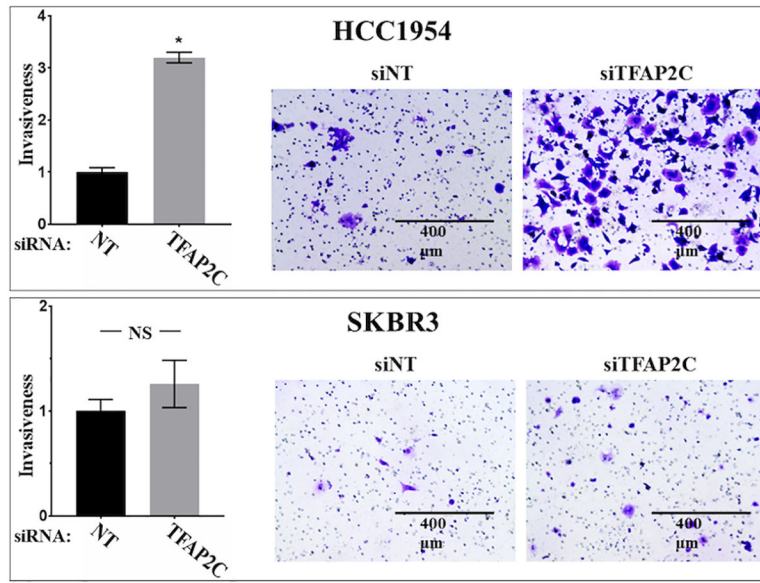 HCC1954
4
3
2
1
0
Invasiveness
*
siRNA:
NT
TFAP2C
siNT
siTFAP2C
400
µm
400
µm
SKBR3
2
1
0
Invasiveness
NS
siRNA:
NT
TFAP2C
siNT
siTFAP2C
400
µm
400
µm